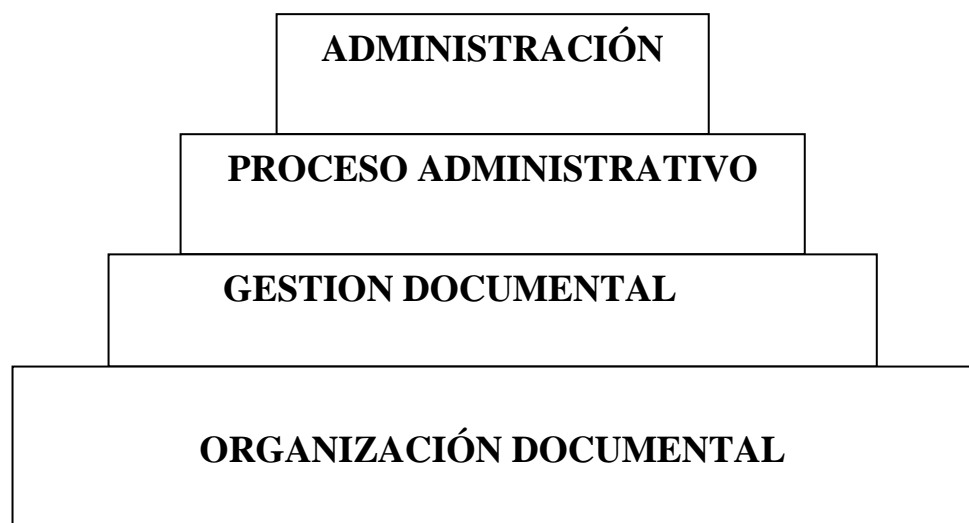 ADMINISTRACIÓN
PROCESO ADMINISTRATIVO
GESTION DOCUMENTAL
ORGANIZACIÓN DOCUMENTAL